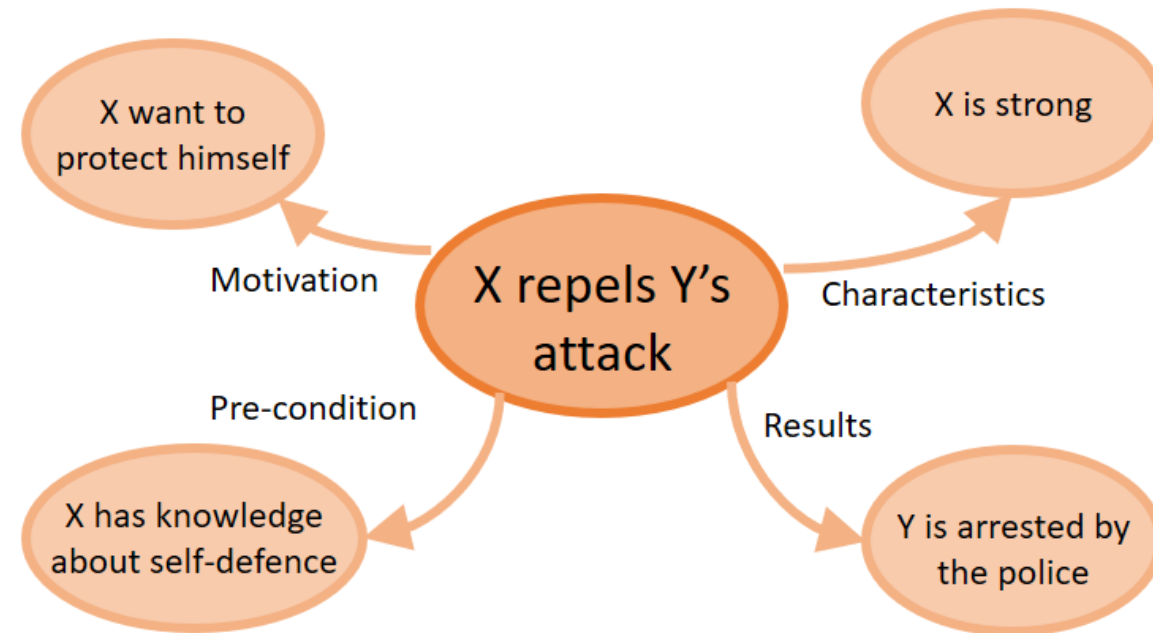 X want to
protect himself
X is strong
Motivation
X repels Y's
attack
Characteristics
Pre-condition
Results
X has knowledge
about self-defence
Y is arrested by
the police